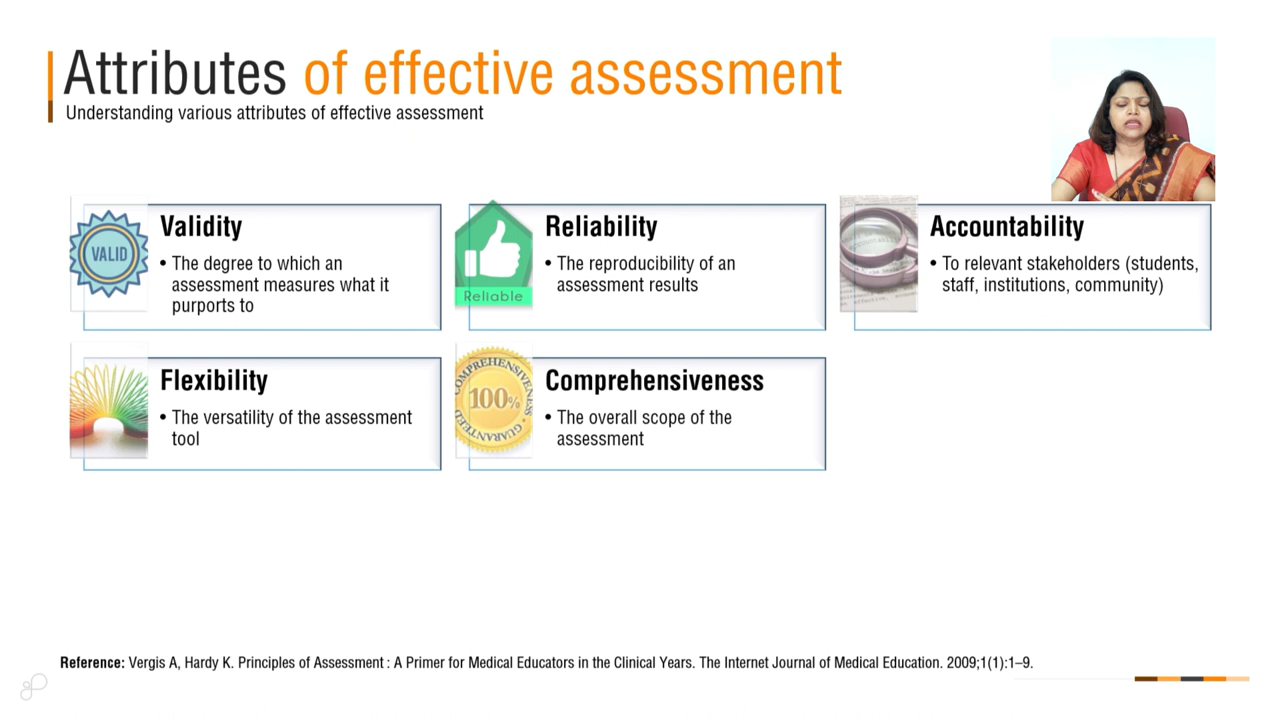 Attributes of effective assessment
Understanding various attributes of effective assessment
VALID
Validity
• The degree to which an
assessment measures what it
purports to
Reliable
Reliability
• The reproducibility of an
assessment results
Accountability
• To relevant stakeholders (students,
staff, institutions, community)
Flexibility
• The versatility of the assessment
tool
COMPREHENSIVENESS
100%
GUARANTEED
Comprehensiveness
• The overall scope of the
assessment
Reference: Vergis A, Hardy K. Principles of Assessment : A Primer for Medical Educators in the Clinical Years. The Internet Journal of Medical Education. 2009;1(1):1–9.